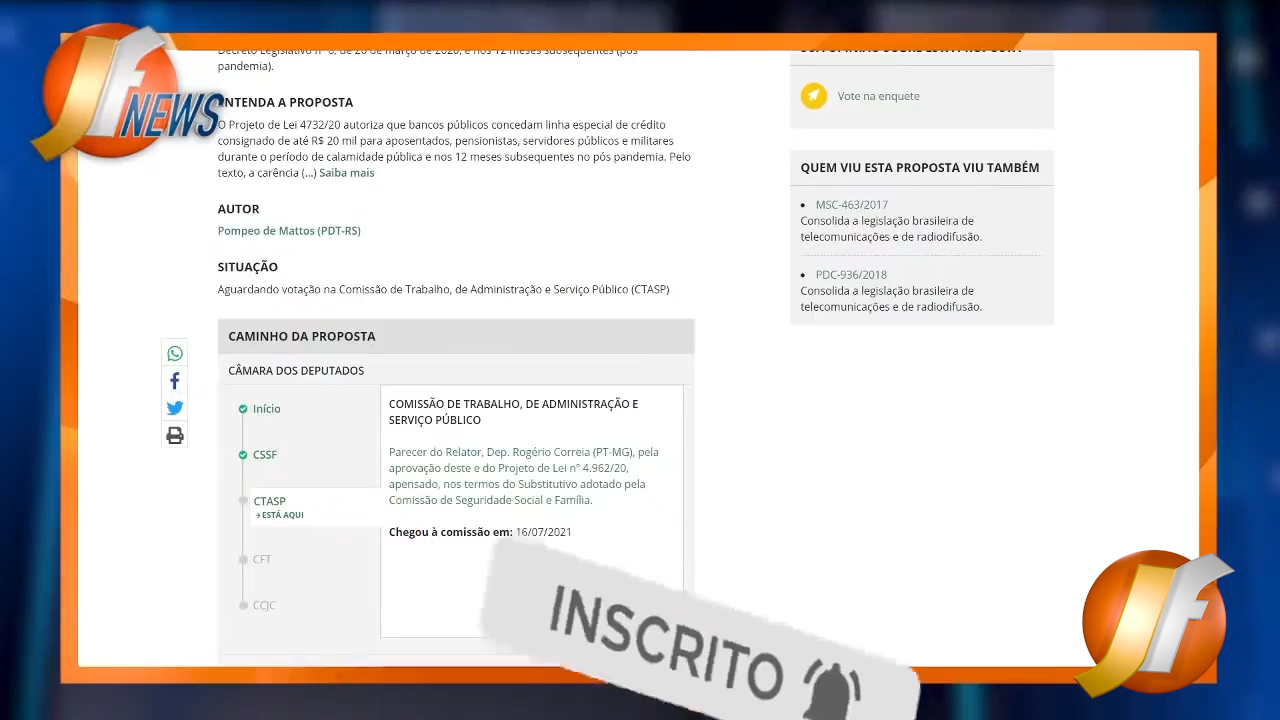 Decreto Legislativo nº 6, de 20 de março de 2020, e nos 12 meses subsequentes (pós
pandemia).
ENTENDA A PROPOSTA
O Projeto de Lei 4732/20 autoriza que bancos públicos concedam linha especial de crédito
consignado de até R$ 20 mil para aposentados, pensionistas, servidores públicos e militares
durante o período de calamidade pública e nos 12 meses subsequentes no pós pandemia. Pelo
texto, a carência (...) Saiba mais
AUTOR
Pompeo de Mattos (PDT-RS)
SITUAÇÃO
Aguardando votação na Comissão de Trabalho, de Administração e Serviço Público (CTASP)
CAMINHO DA PROPOSTA
CÂMARA DOS DEPUTADOS
Início
CSSF
CTASP
ESTÁ AQUI
CFT
CCJC
COMISSÃO DE TRABALHO, DE ADMINISTRAÇÃO E
SERVIÇO PÚBLICO
Parecer do Relator, Dep. Rogério Correia (PT-MG), pela
aprovação deste e do Projeto de Lei nº 4.962/20,
apensado, nos termos do Substitutivo adotado pela
Comissão de Seguridade Social e Família.
Chegou à comissão em: 16/07/2021
SUA OPINIÃO SOBRE ESTA PROPOSTA
Vote na enquete
QUEM VIU ESTA PROPOSTA VIU TAMBÉM
MSC-463/2017
Consolida a legislação brasileira de
telecomunicações e de radiodifusão.
PDC-936/2018
Consolida a legislação brasileira de
telecomunicações e de radiodifusão.
Jf
NEWS
INSCRITO
Jf